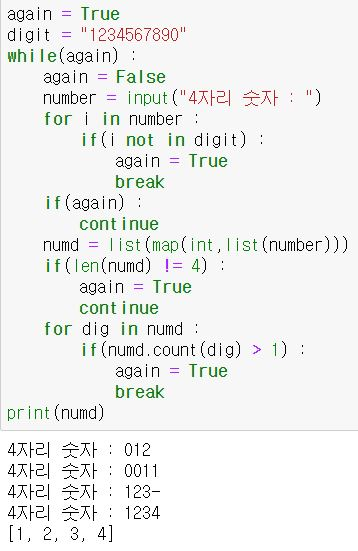 again = True
digit = "1234567890"
while(again) :
    again = False
    number = input("4자리 숫자 : ")
    for i in number :
        if(i not in digit) :
            again = True
            break
    if(again) :
        continue
    numd = list(map(int,list(number)))
    if(len(numd) != 4) :
        again = True
        continue
    for dig in numd :
        if(numd.count(dig) > 1) :
            again = True
            break
print(numd)
4자리 숫자 : 012
4자리 숫자 : 0011
4자리 숫자 : 123-
4자리 숫자 : 1234
[1, 2, 3, 4]